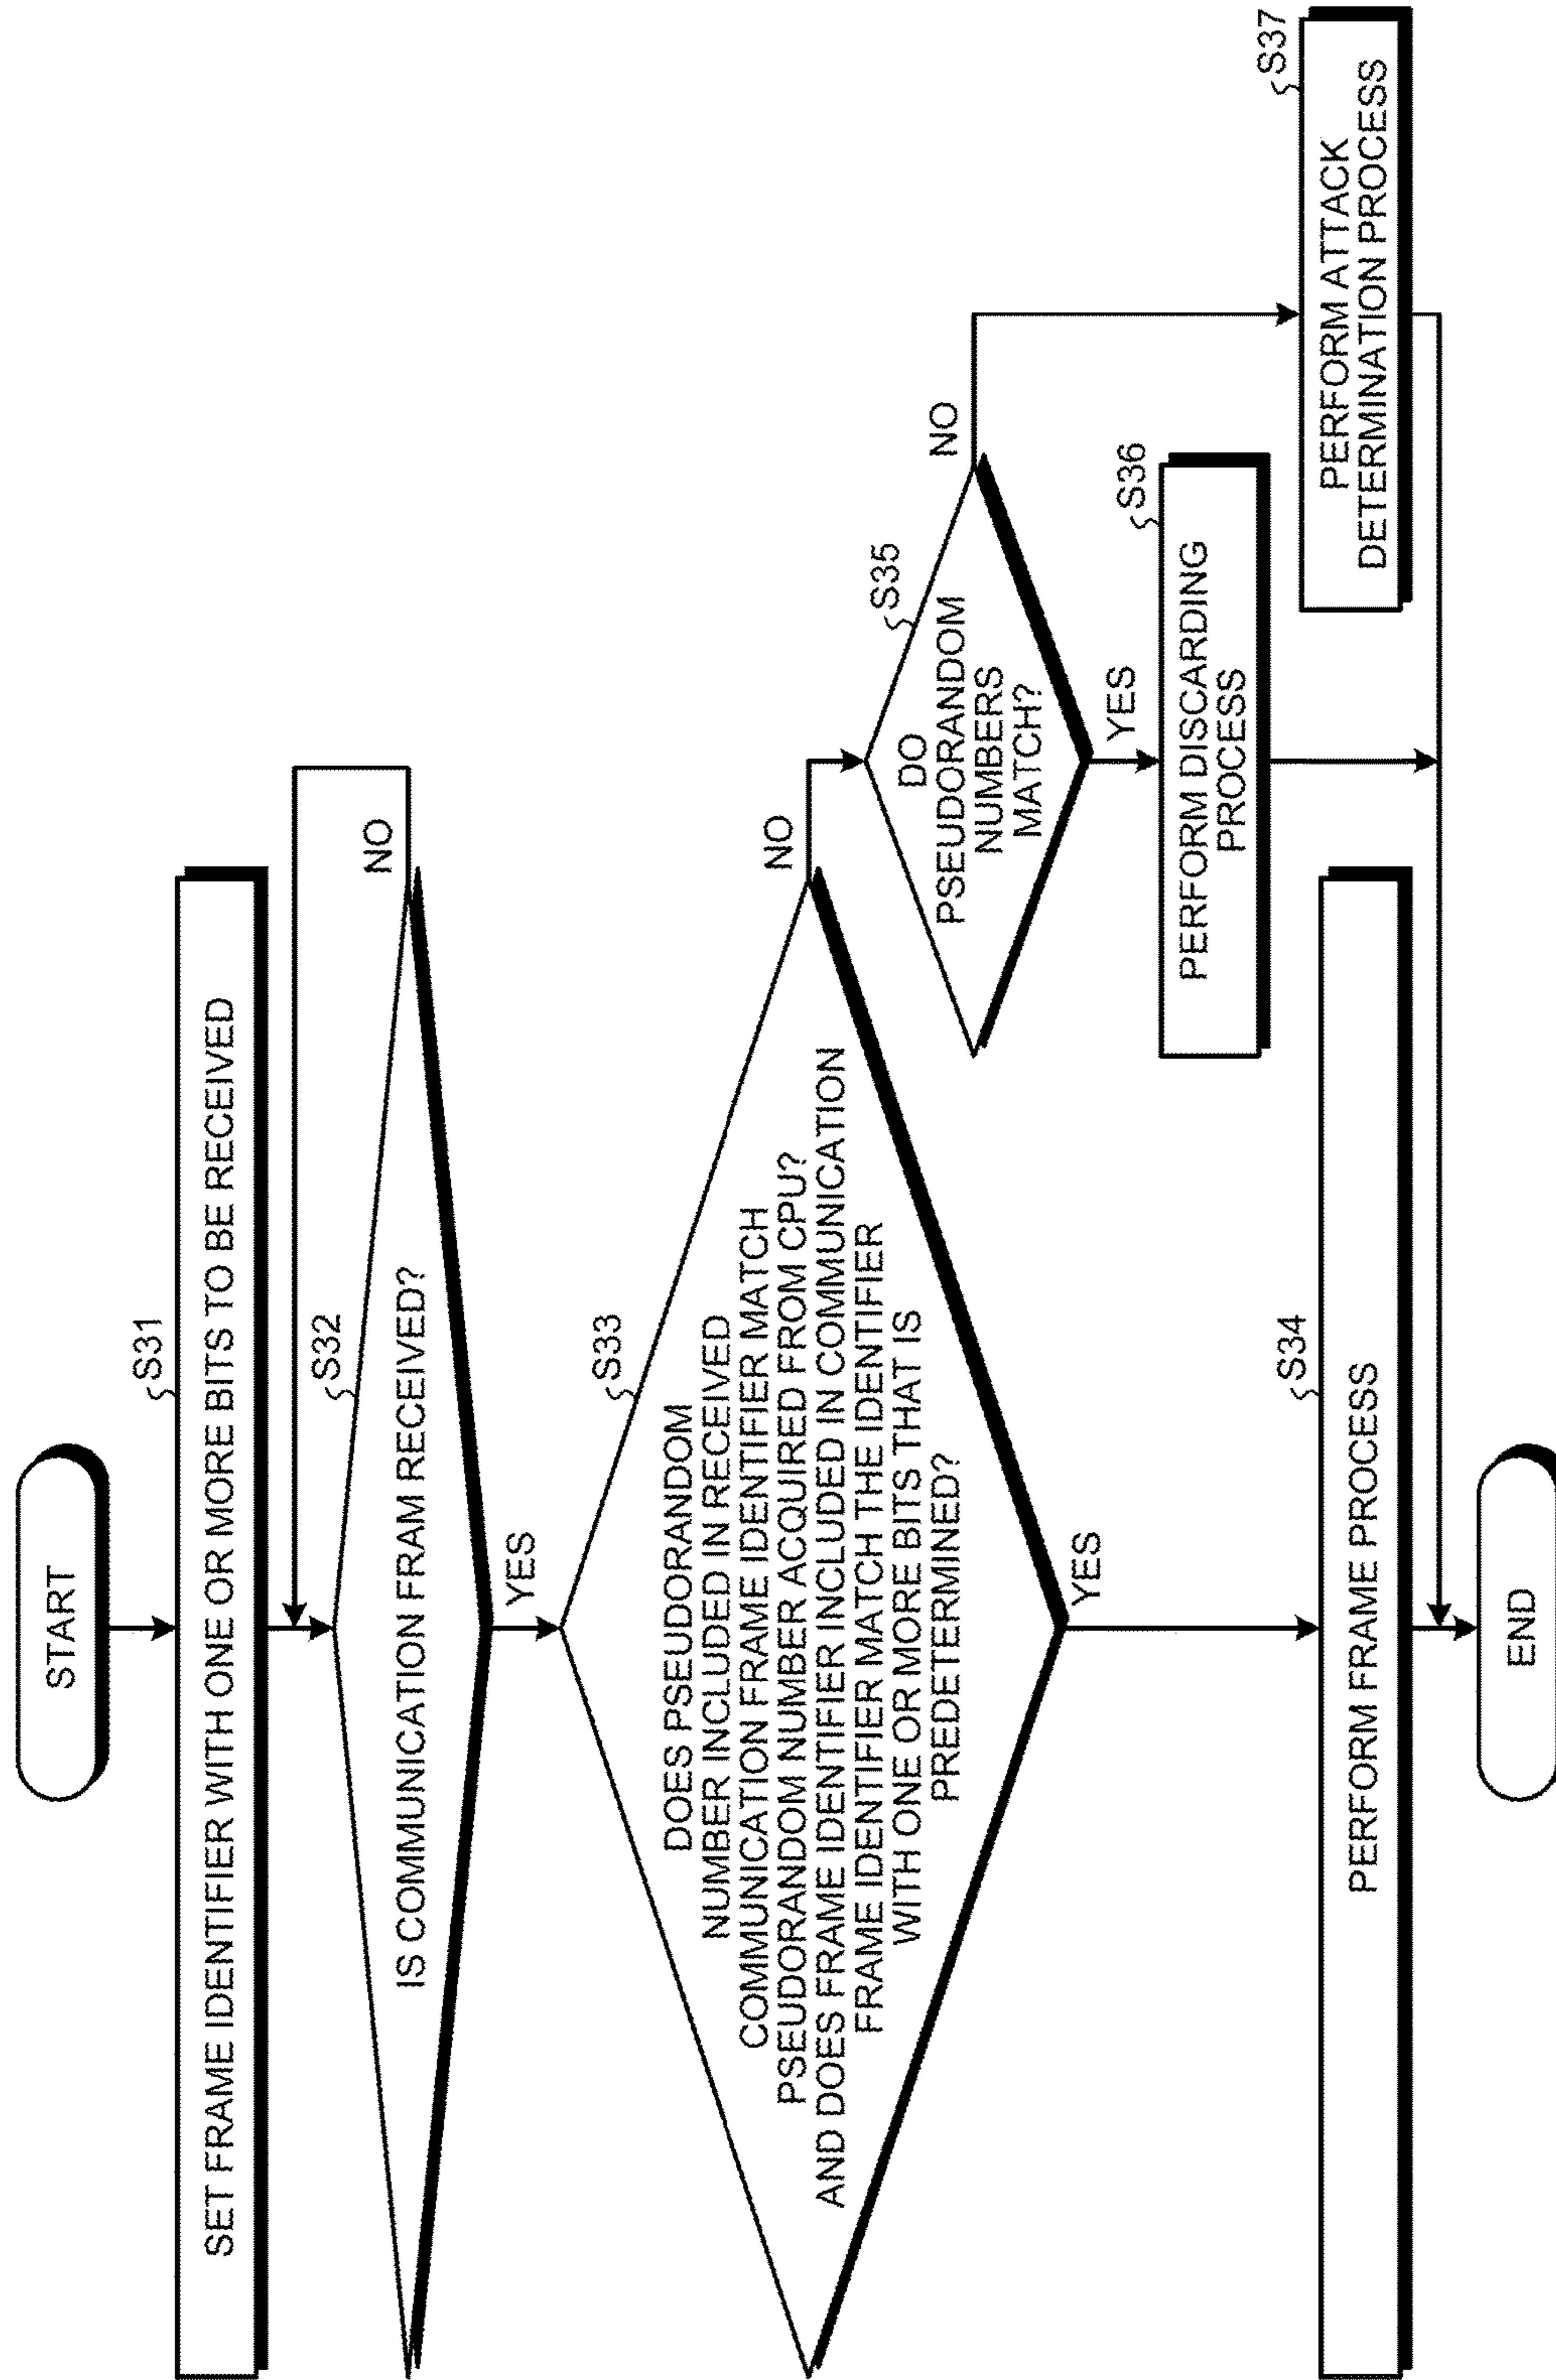 START
S31
SET FRAME IDENTIFIER WITH ONE OR MORE BITS TO BE RECEIVED
S32
IS COMMUNICATION FRAM RECEIVED?
NO
YES
S33
DOES PSEUDORANDOM
NUMBER INCLUDED IN RECEIVED
COMMUNICATION FRAME IDENTIFIER MATCH
PSEUDORANDOM NUMBER ACQUIRED FROM CPU?
AND DOES FRAME IDENTIFIER INCLUDED IN COMMUNICATION
FRAME IDENTIFIER MATCH THE IDENTIFIER
WITH ONE OR MORE BITS THAT IS
PREDETERMINED?
NO
YES
S35
DO
PSEUDORANDOM
NUMBERS
MATCH?
NO
YES
S36
PERFORM DISCARDING
PROCESS
S37
PERFORM ATTACK
DETERMINATION PROCESS
S34
PERFORM FRAME PROCESS
END